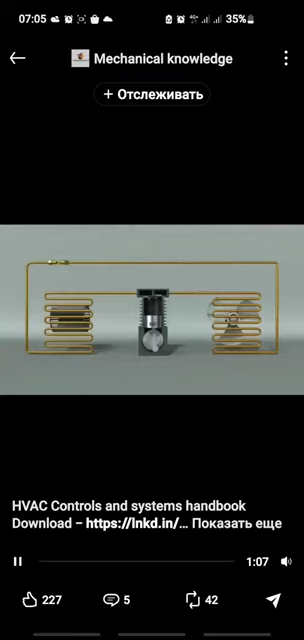 07:05
4G+
35%
Mechanical knowledge
+ Отслеживать
HVAC Controls and systems handbook
Download – https://lnkd.in/... Показать еще
1:07
227
5
42